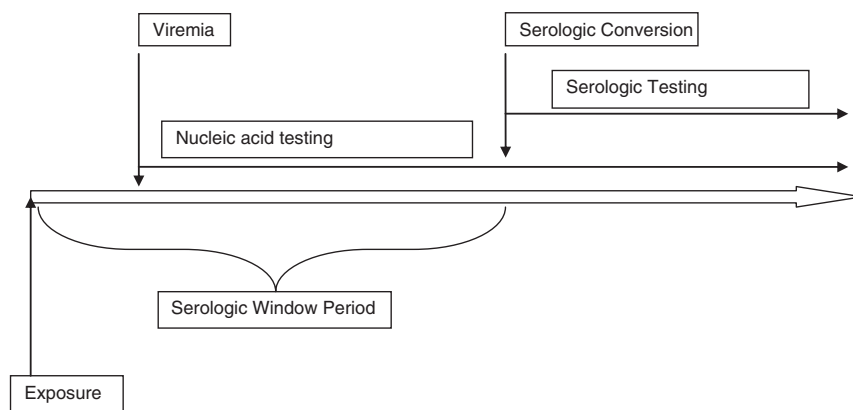 Viremia
Serologic Conversion
Serologic Testing
Nucleic acid testing
Serologic Window Period
Exposure